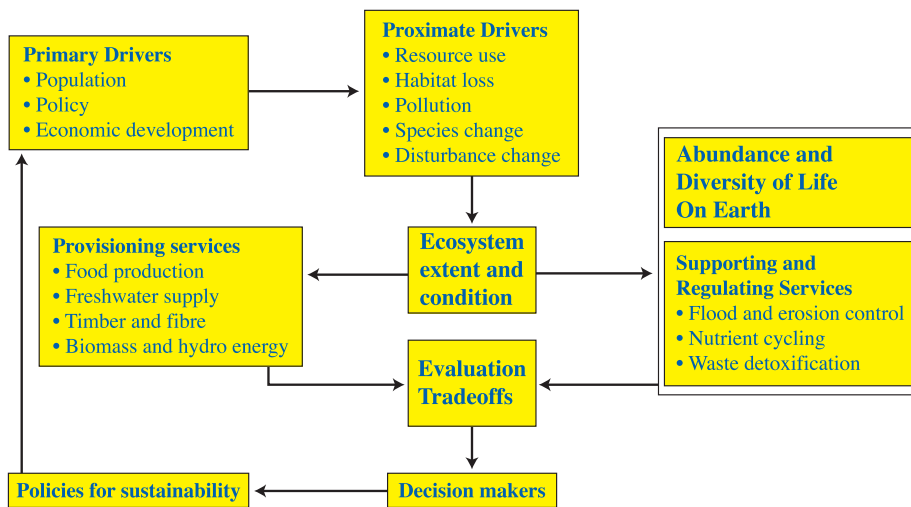 Primary Drivers
• Population
• Policy
• Economic development
Proximate Drivers
• Resource use
• Habitat loss
• Pollution
• Species change
• Disturbance change
Abundance and
Diversity of Life
On Earth
Provisioning services
• Food production
• Freshwater supply
• Timber and fibre
• Biomass and hydro energy
Ecosystem
extent and
condition
Supporting and
Regulating Services
• Flood and erosion control
• Nutrient cycling
• Waste detoxification
Evaluation
Tradeoffs
Policies for sustainability
Decision makers